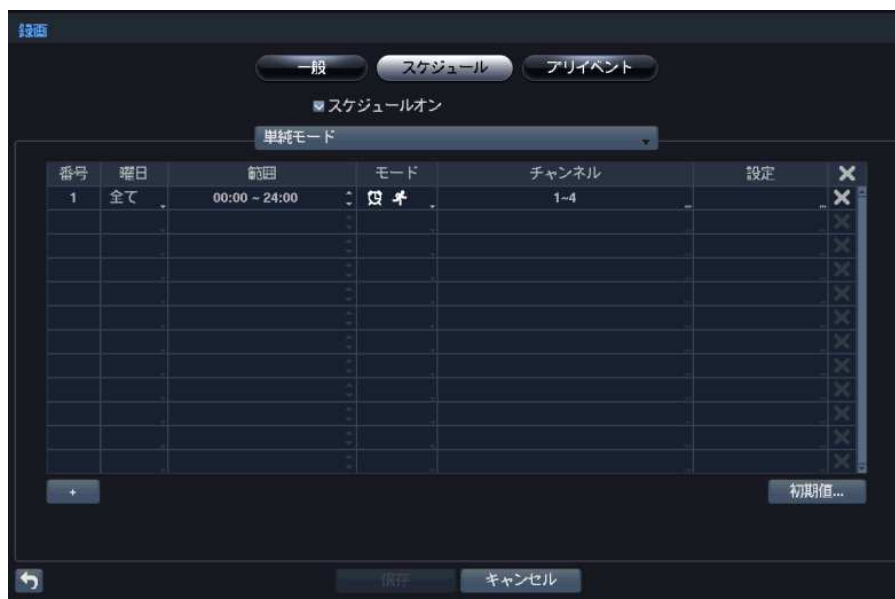 録画
一般 スケジュール アリイベント
スケジュールオン
単純モード
番号 曜日 範囲 モード チャンネル 設定
1 全て 00:00 ~ 24:00 1~4
+ 初期値...
保存 キャンセル